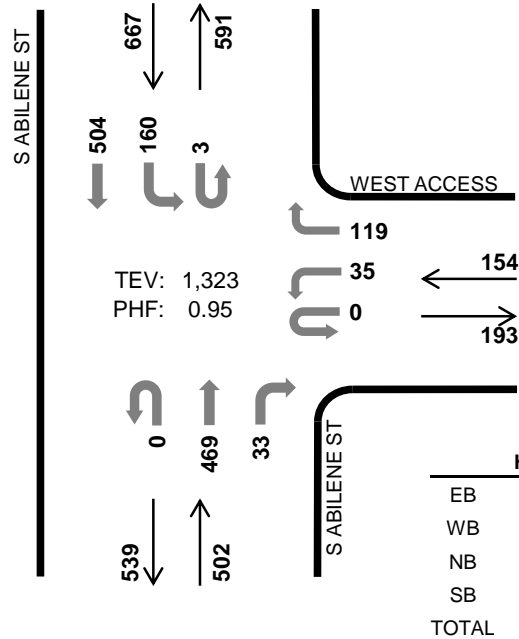 S ABILENE ST
667
591
504
160
3
WEST ACCESS
119
35
0
154
193
TEV: 1,323
PHF: 0.95
0
469
33
S ABILENE ST
539
502
EB
WB
NB
SB
TOTAL